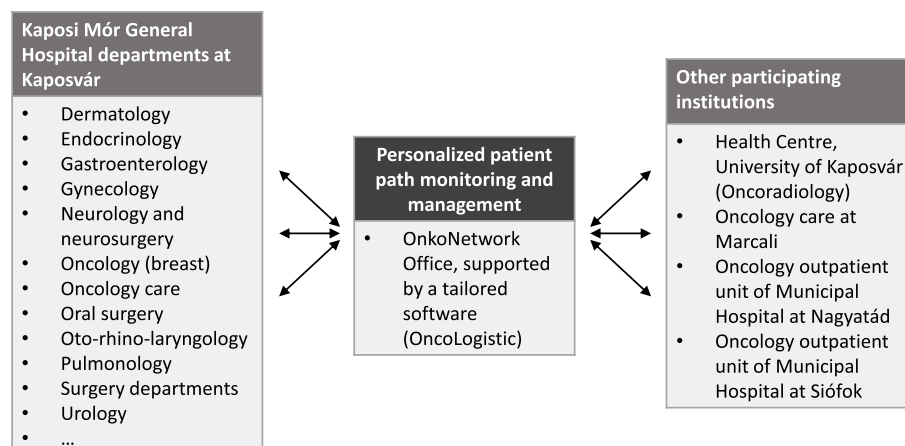 Kaposi Mór General
Hospital departments at
Kaposvár
• Dermatology
• Endocrinology
• Gastroenterology
• Gynecology
• Neurology and
neurosurgery
• Oncology (breast)
• Oncology care
• Oral surgery
• Oto-rhino-laryngology
• Pulmonology
• Surgery departments
• Urology
• ...
Personalized patient
path monitoring and
management
• OnkoNetwork
Office, supported
by a tailored
software
(OncoLogistic)
Other participating
institutions
• Health Centre,
University of Kaposvár
(Oncoradiology)
• Oncology care at
Marcali
• Oncology outpatient
unit of Municipal
Hospital at Nagyatád
• Oncology outpatient
unit of Municipal
Hospital at Siófok